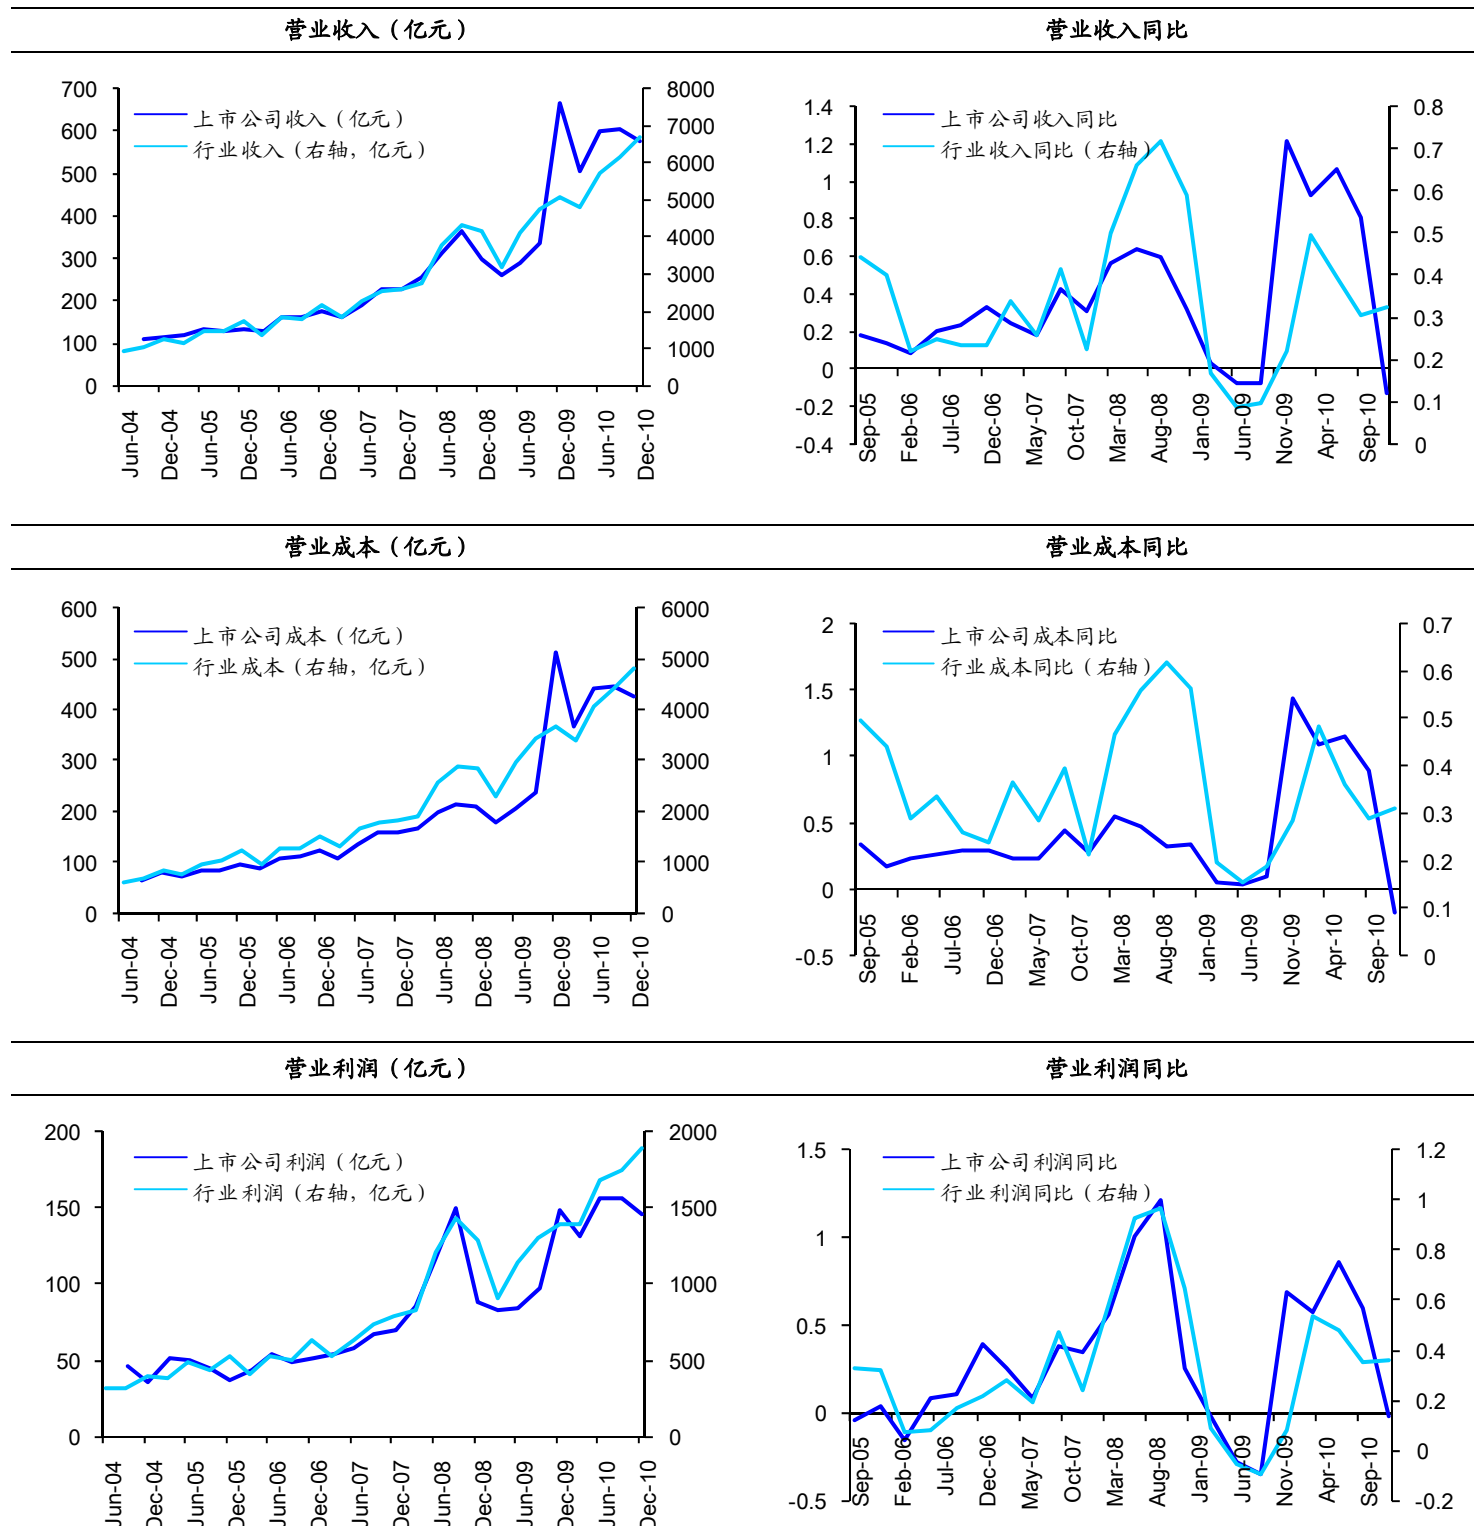 营业收入（亿元）
营业收入同比
700
600
500
400
300
200
100
0
上市公司收入（亿元）
行业收入（右轴，亿元）
8000
7000
6000
5000
4000
3000
2000
1000
0
Jun-04
Dec-04
Jun-05
Dec-05
Jun-06
Dec-06
Jun-07
Dec-07
Jun-08
Dec-08
Jun-09
Dec-09
Jun-10
Dec-10
1.4
1.2
1
0.8
0.6
0.4
0.2
0
-0.2
-0.4
上市公司收入同比
行业收入同比（右轴）
0.8
0.7
0.6
0.5
0.4
0.3
0.2
0.1
0
Sep-05
Feb-06
Jul-06
Dec-06
May-07
Oct-07
Mar-08
Aug-08
Jan-09
Jun-09
Nov-09
Apr-10
Sep-10
营业成本（亿元）
营业成本同比
600
500
400
300
200
100
0
上市公司成本（亿元）
行业成本（右轴，亿元）
6000
5000
4000
3000
2000
1000
0
Jun-04
Dec-04
Jun-05
Dec-05
Jun-06
Dec-06
Jun-07
Dec-07
Jun-08
Dec-08
Jun-09
Dec-09
Jun-10
Dec-10
2
1.5
1
0.5
0
-0.5
上市公司成本同比
行业成本同比（右轴）
0.7
0.6
0.5
0.4
0.3
0.2
0.1
0
Sep-05
Feb-06
Jul-06
Dec-06
May-07
Oct-07
Mar-08
Aug-08
Jan-09
Jun-09
Nov-09
Apr-10
Sep-10
营业利润（亿元）
营业利润同比
200
150
100
50
0
上市公司利润（亿元）
行业利润（右轴，亿元）
2000
1500
1000
500
0
Jun-04
Dec-04
Jun-05
Dec-05
Jun-06
Dec-06
Jun-07
Dec-07
Jun-08
Dec-08
Jun-09
Dec-09
Jun-10
Dec-10
1.5
1
0.5
0
-0.5
上市公司利润同比
行业利润同比（右轴）
1.2
1
0.8
0.6
0.4
0.2
0
-0.2
Sep-05
Feb-06
Jul-06
Dec-06
May-07
Oct-07
Mar-08
Aug-08
Jan-09
Jun-09
Nov-09
Apr-10
Sep-10